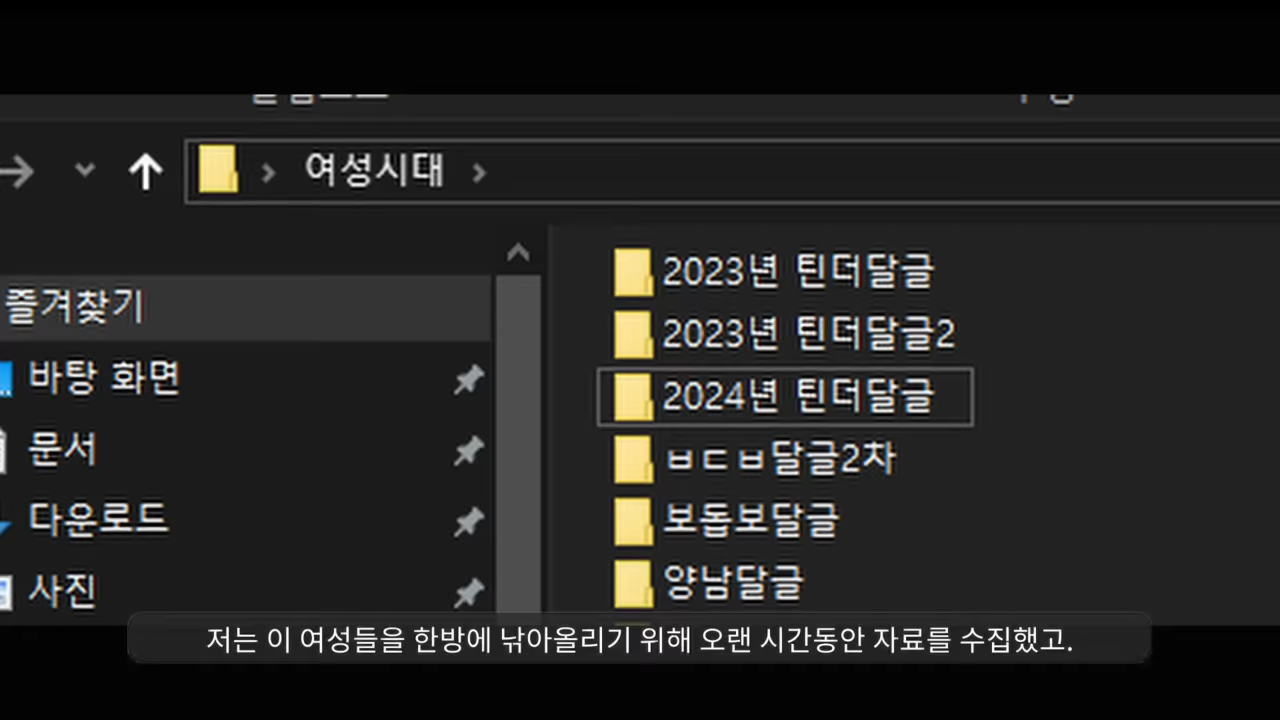 여성시대
즐겨찾기
바탕 화면
문서
다운로드
사진
2023년 틴더달글
2023년 틴더달글2
2024년 틴더달글
ㅂㄷㅂ달글2차
보돕보달글
양남달글
저는 이 여성들을 한방에 낚아올리기 위해 오랜 시간동안 자료를 수집했고.